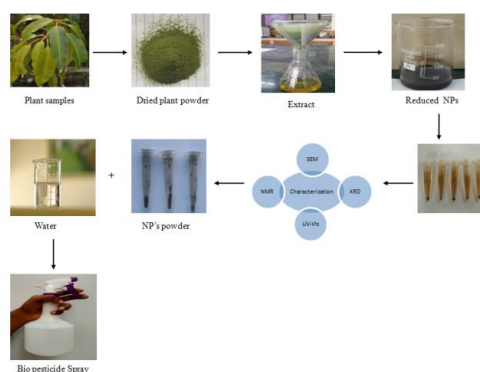 Plant samples
Dried plant powder
Extract
Reduced NPs
SEM
NMR
Characterization
XRD
UV-Vis
+
Water
NP's powder
Bio pesticide Spray